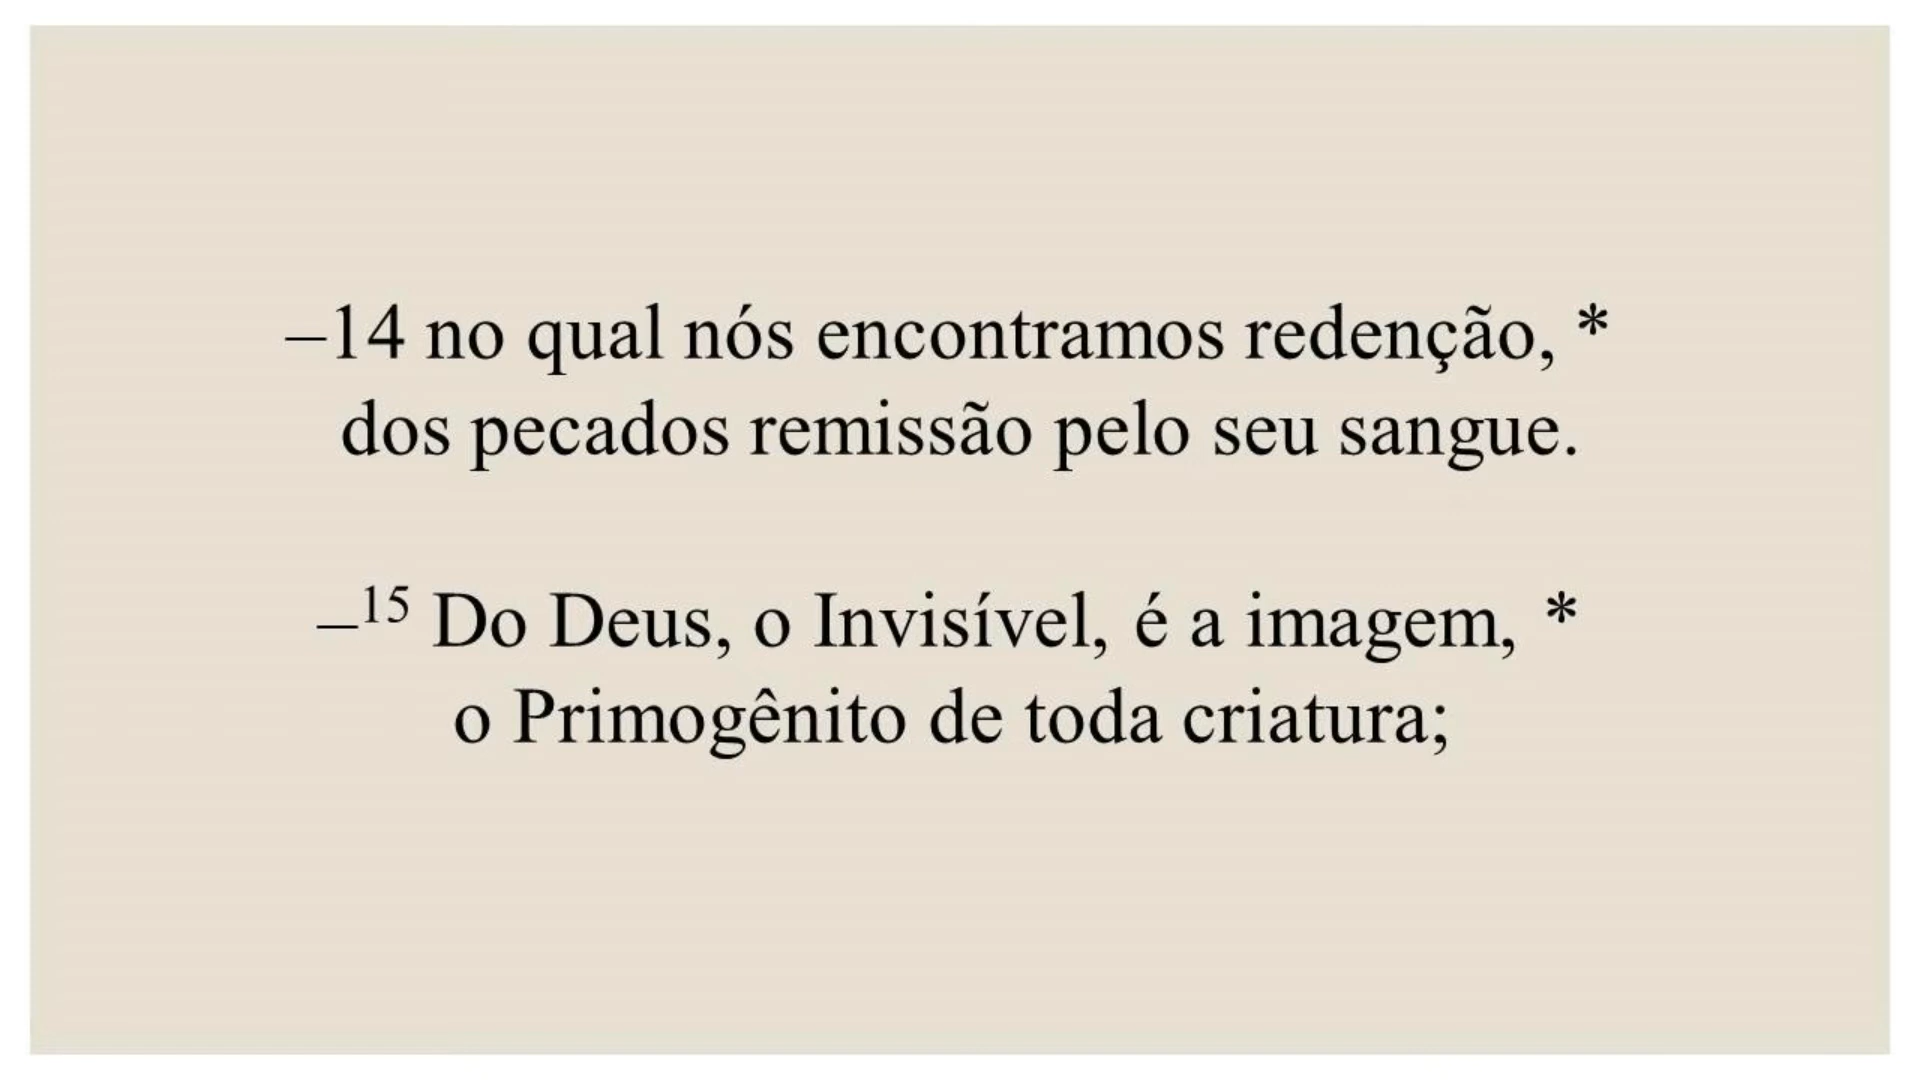 –14 no qual nós encontramos redenção, *
dos pecados remissão pelo seu sangue.
–15 Do Deus, o Invisível, é a imagem, *
o Primogênito de toda criatura;